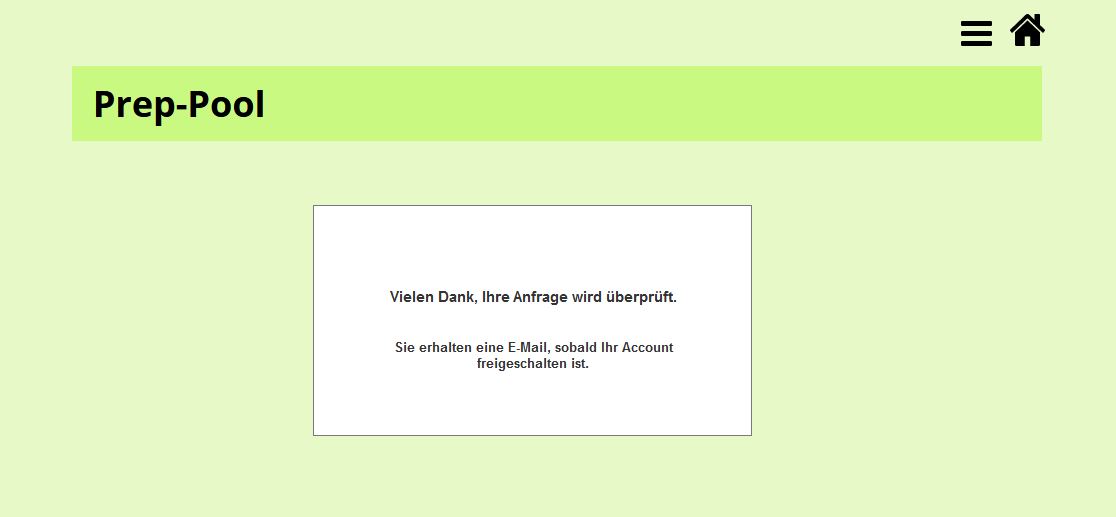 Prep-Pool
Vielen Dank, Ihre Anfrage wird überprüft.
Sie erhalten eine E-Mail, sobald Ihr Account
freigeschalten ist.